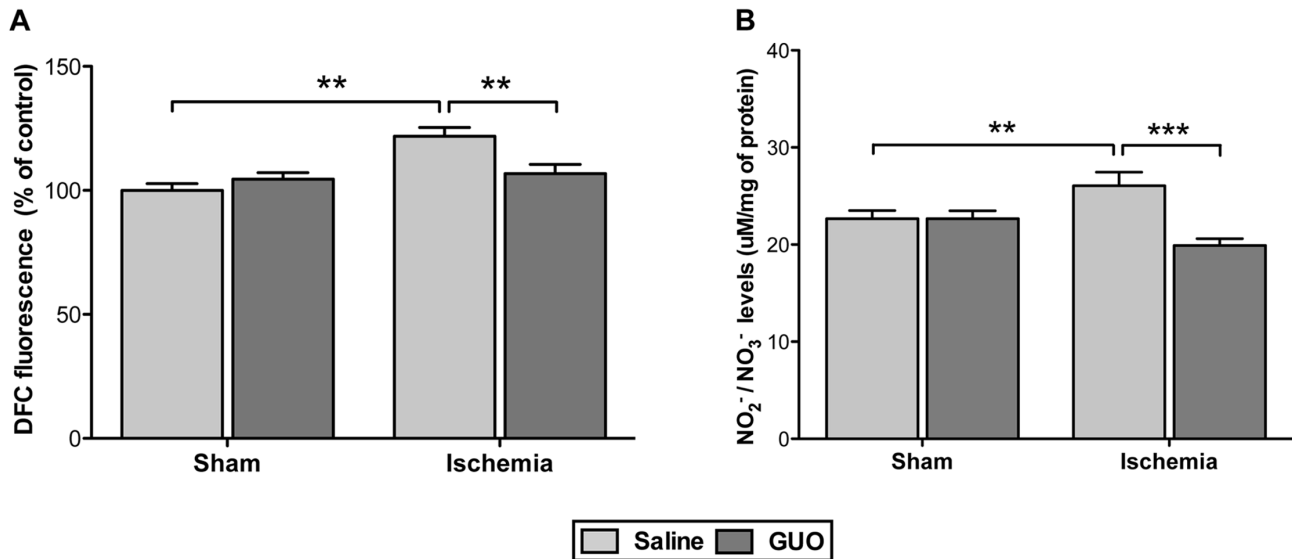 A
DFC fluorescence (% of control)
150
100
50
0
**
**
Sham
Ischemia
B
NO₂⁻ / NO₃⁻ levels (uM/mg of protein)
40
30
20
10
0
**
***
Sham
Ischemia
Saline
GUO